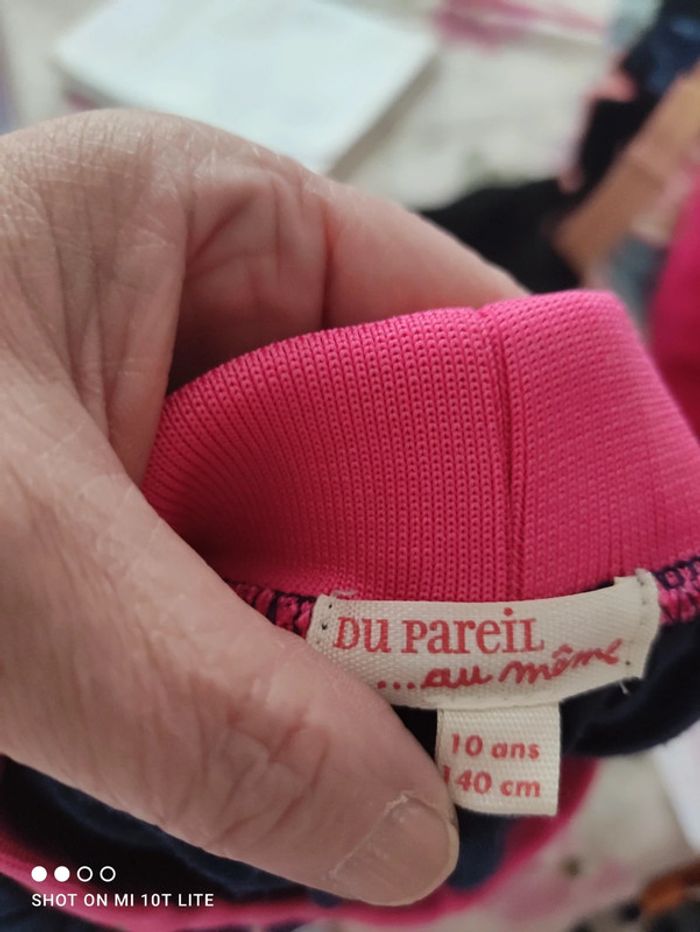 DU PAREIL
...au même.
10 ans
140 cm
SHOT ON MI 10T LITE